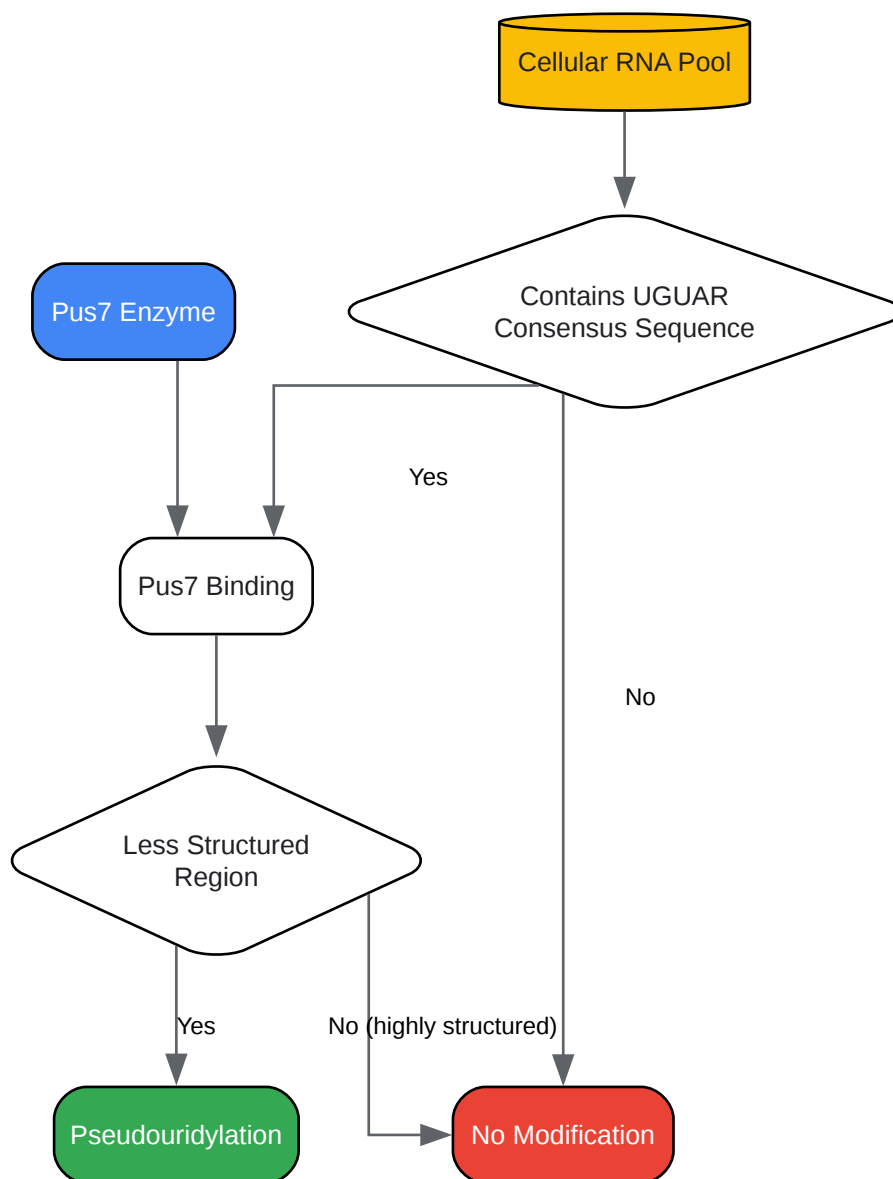 Cellular RNA Pool
Contains UGUAR
Consensus Sequence
Pus7 Enzyme
Yes
Pus7 Binding
No
Less Structured
Region
Yes
No (highly structured)
Pseudouridylation
No Modification